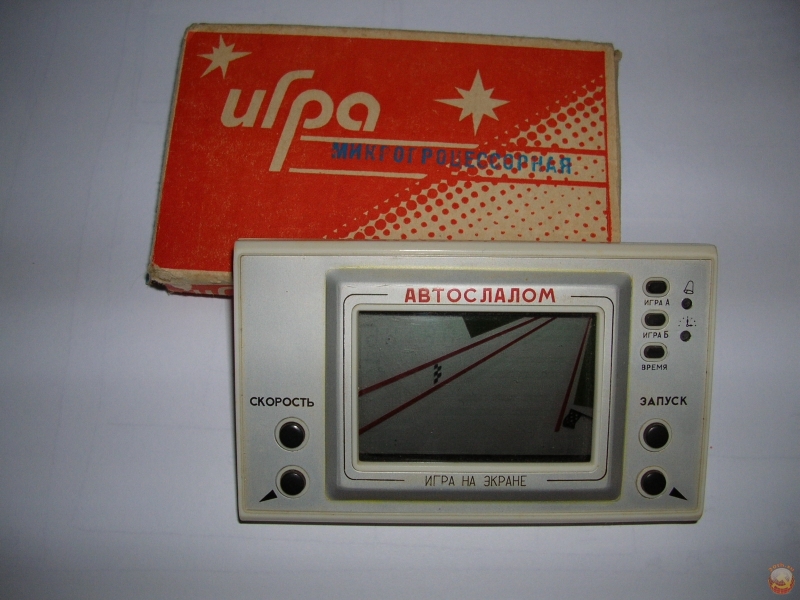 игра
МИКРОПРОЦЕССОРНАЯ
АВТОСЛАЛОМ
ИГРА А
ИГРА Б
ВРЕМЯ
СКОРОСТЬ
ЗАПУСК
ИГРА НА ЭКРАНЕ